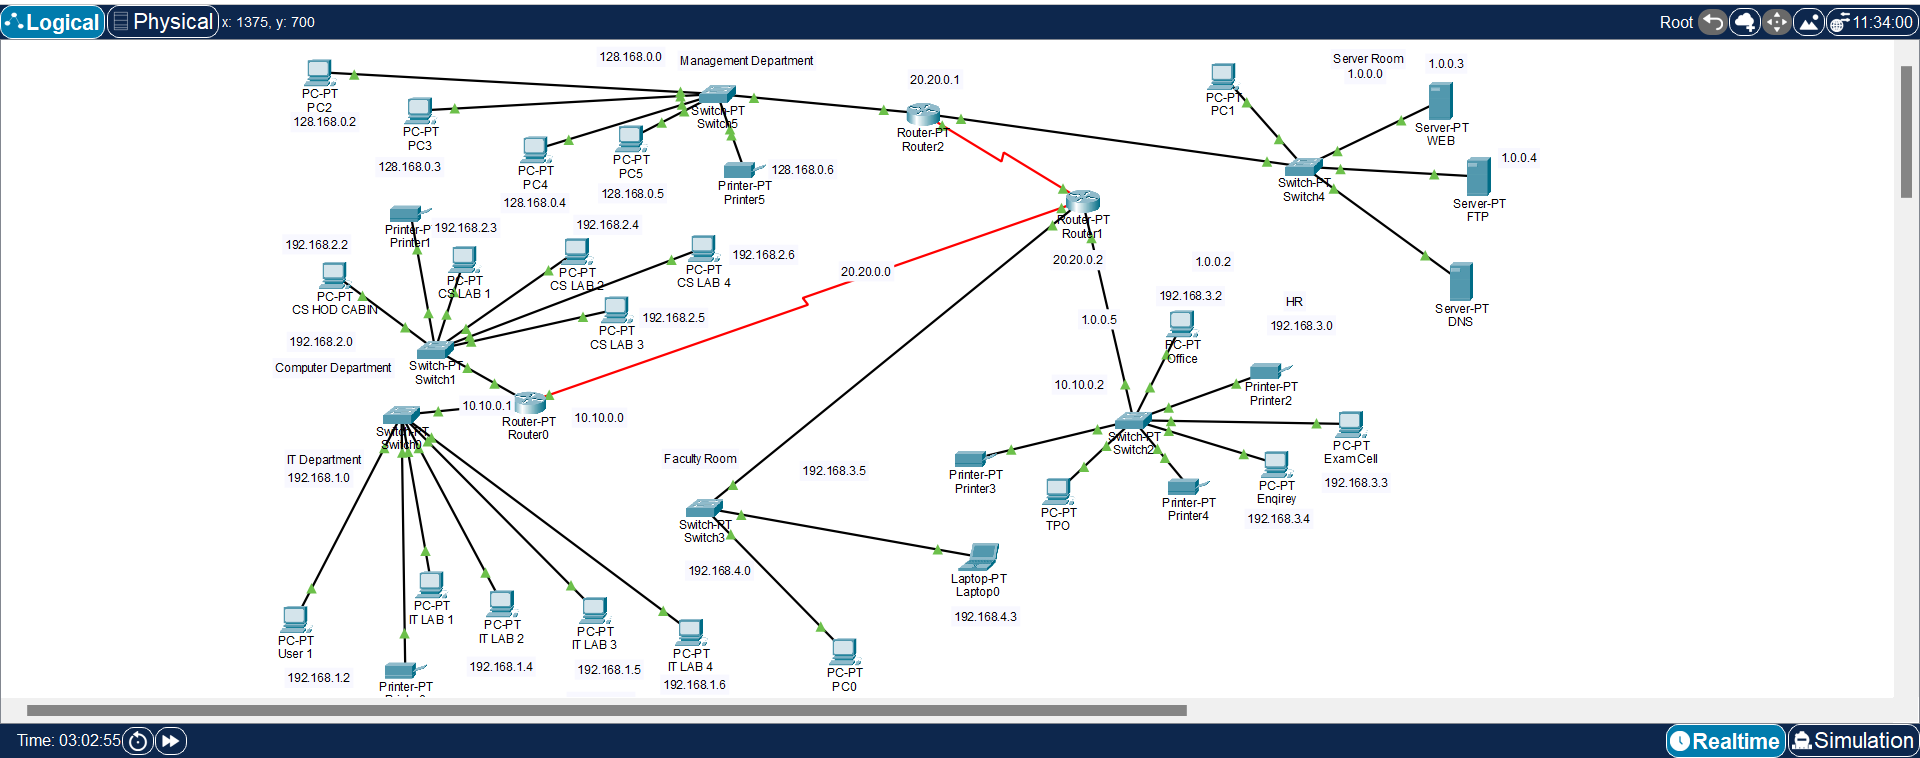 Logical
Physical
x: 1375, y: 700
Root
11:34:00
128.168.0.0
Management Department
PC-PT
PC2
128.168.0.2
PC-PT
PC3
128.168.0.3
PC-PT
PC4
128.168.0.4
PC-PT
PC5
128.168.0.5
Switch-PT
Switch5
Printer-PT
Printer5
128.168.0.6
20.20.0.1
Router-PT
Router2
PC-PT
PC1
Server Room
1.0.0.0
1.0.0.3
Server-PT
WEB
1.0.0.4
Server-PT
FTP
Switch-PT
Switch4
Server-PT
DNS
Router-PT
Router1
20.20.0.2
1.0.0.2
1.0.0.5
20.20.0.0
Printer-P
Printer1
192.168.2.3
192.168.2.2
PC-PT
CS HOD CABIN
PC-PT
CS LAB 1
192.168.2.4
PC-PT
CS LAB 2
PC-PT
CS LAB 4
192.168.2.6
PC-PT
CS LAB 3
192.168.2.5
192.168.2.0
Computer Department
Switch-PT
Switch1
10.10.0.1
Router-PT
Router0
10.10.0.0
Switch-PT
Switch0
IT Department
192.168.1.0
PC-PT
User 1
192.168.1.2
Printer-PT
PC-PT
IT LAB 1
PC-PT
IT LAB 2
192.168.1.4
PC-PT
IT LAB 3
192.168.1.5
PC-PT
IT LAB 4
192.168.1.6
Faculty Room
Switch-PT
Switch3
192.168.4.0
192.168.3.5
Laptop-PT
Laptop0
192.168.4.3
PC-PT
PC0
192.168.3.2
PC-PT
Office
HR
192.168.3.0
10.10.0.2
Printer-PT
Printer2
Switch-PT
Switch2
PC-PT
Exam Cell
192.168.3.3
Printer-PT
Printer3
PC-PT
TPO
Printer-PT
Printer4
PC-PT
Enqirey
192.168.3.4
Time: 03:02:55
Realtime
Simulation